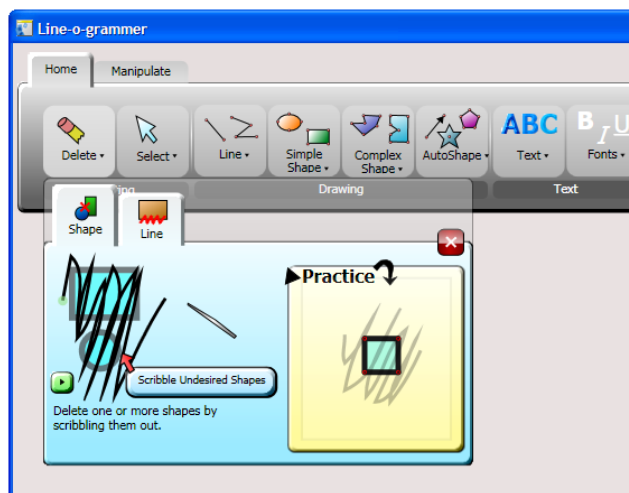 Line-o-grammer
Home Manipulate
Delete Select Line Simple Shape Complex Shape AutoShape Text Fonts
ABC B I U
Drawing Text
Shape Line
Practice
Scribble Undesired Shapes
Delete one or more shapes by
scribbling them out.